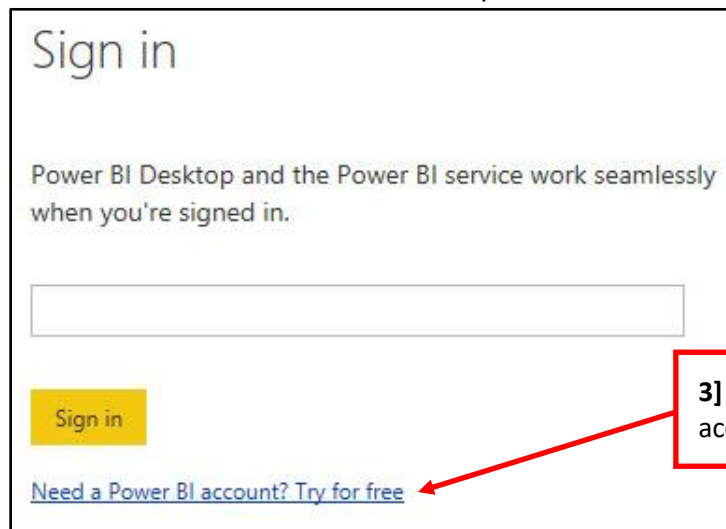 Sign in
Power BI Desktop and the Power BI service work seamlessly
when you're signed in.
3]
Sign in
Need a Power BI account? Try for free